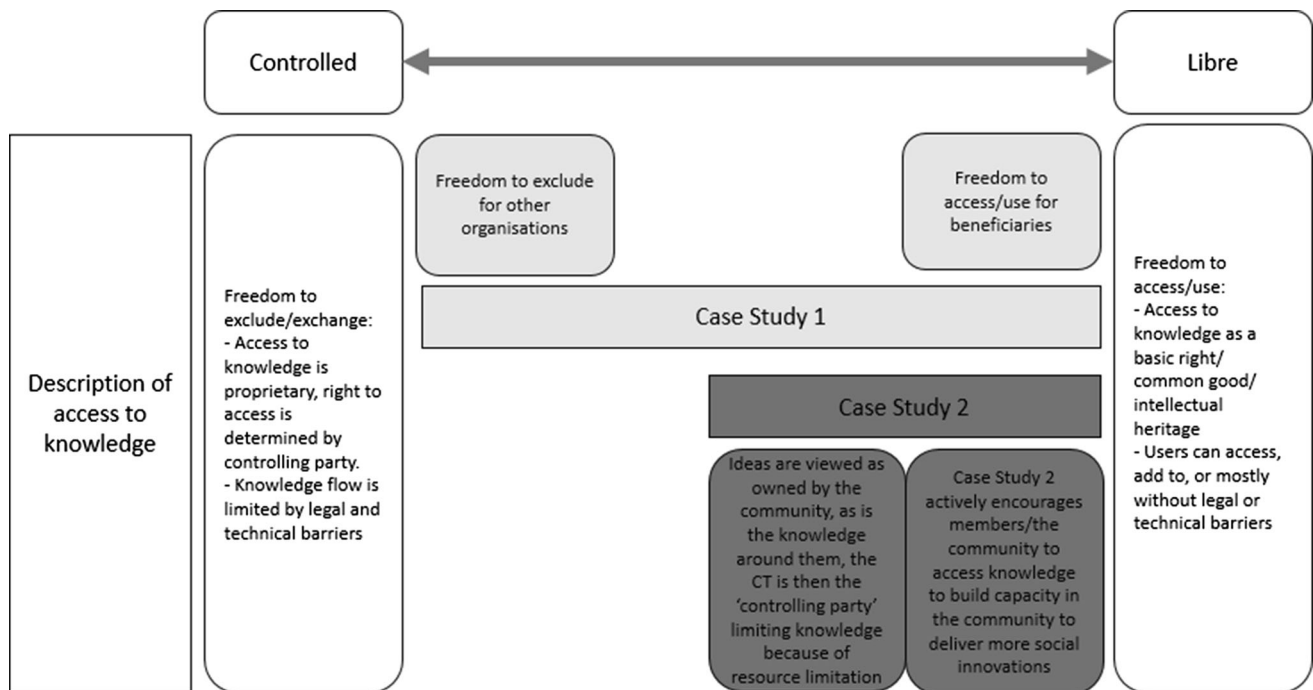 Controlled
Libre
Description of
access to
knowledge
Freedom to
exclude/exchange:
- Access to
knowledge is
proprietary, right to
access is
determined by
controlling party.
- Knowledge flow is
limited by legal and
technical barriers
Freedom to exclude
for other
organisations
Freedom to
access/use for
beneficiaries
Case Study 1
Case Study 2
Ideas are viewed as
owned by the
community, as is
the knowledge
around them, the
CT is then the
‘controlling party’
limiting knowledge
because of
resource limitation
Case Study 2
actively encourages
members/the
community to
access knowledge
to build capacity in
the community to
deliver more social
innovations
Freedom to
access/use:
- Access to
knowledge as a
basic right/
common good/
intellectual
heritage
- Users can access,
add to, or mostly
without legal or
technical barriers